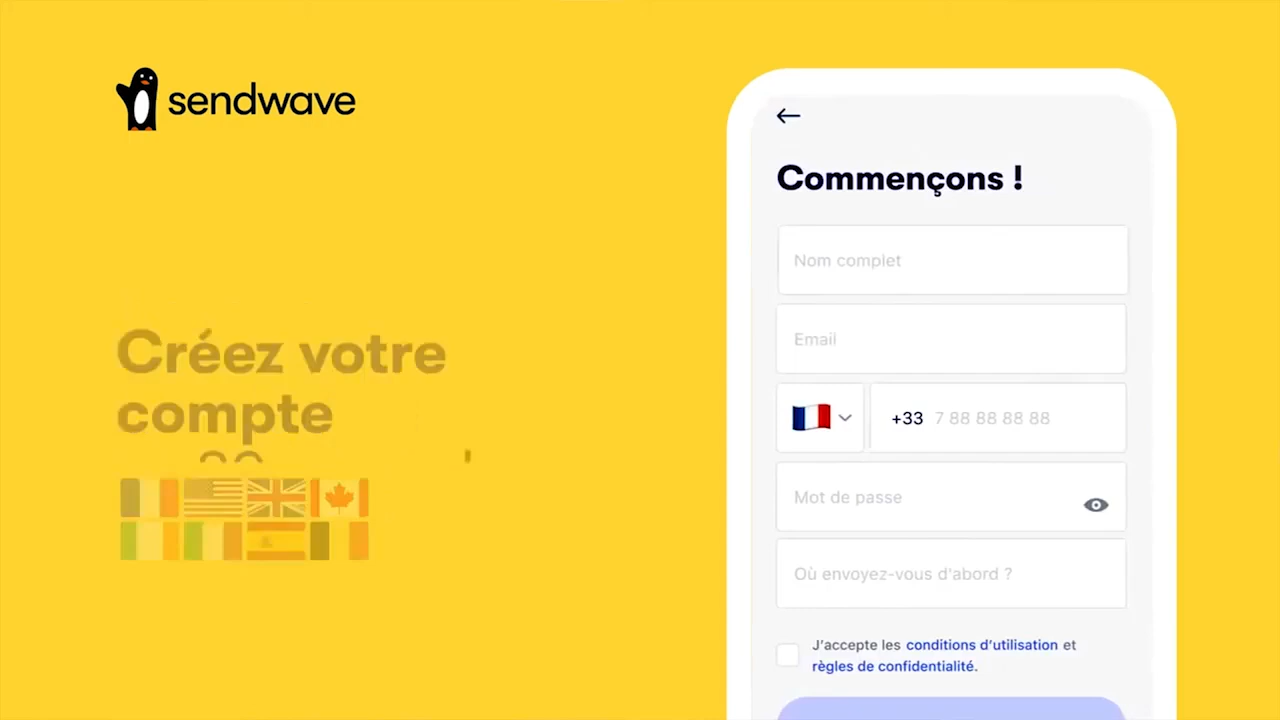 sendwave
Créez votre
compte
Commençons !
Nom complet
Email
+33 7 88 88 88 88
Mot de passe
Où envoyez-vous d'abord ?
J'accepte les conditions d'utilisation et
règles de confidentialité.